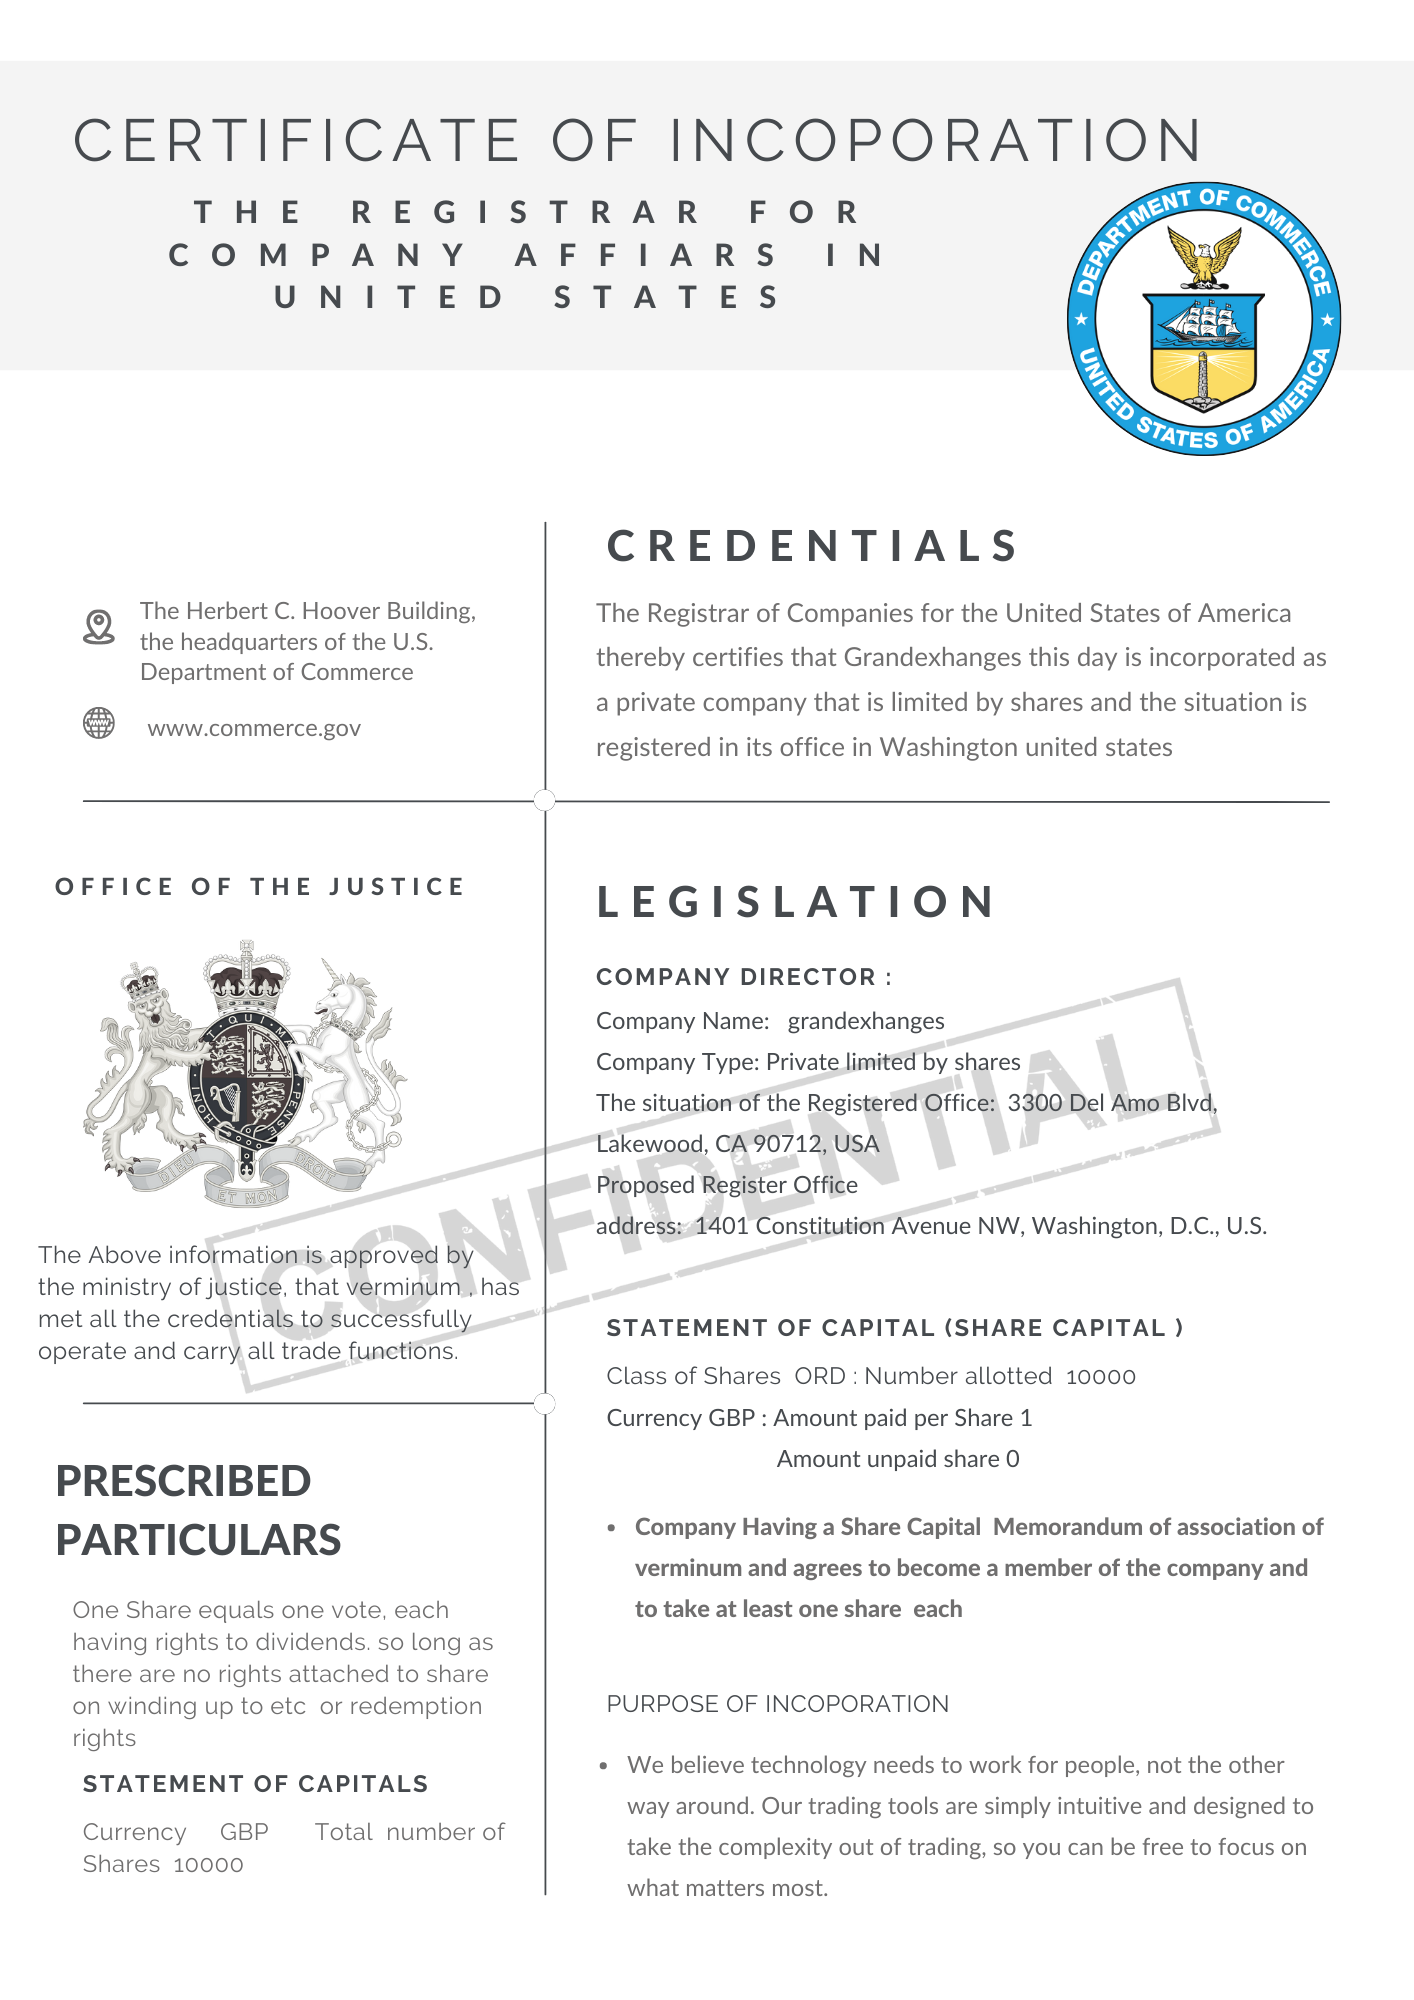 CERTIFICATE OF INCOPORATION
THE REGISTRAR FOR
COMPANY AFFIARS IN
UNITED STATES
DEPARTMENT OF COMMERCE
UNITED STATES OF AMERICA
The Herbert C. Hoover Building,
the headquarters of the U.S.
Department of Commerce
www.commerce.gov
CREDENTIALS
The Registrar of Companies for the United States of America
thereby certifies that Grandexhanges this day is incorporated as
a private company that is limited by shares and the situation is
registered in its office in Washington united states
OFFICE OF THE JUSTICE
T·QUI·MA
HONI
PENSE
DIEU
ET MON
DROIT
The Above information is approved by
the ministry of justice, that verminum , has
met all the credentials to successfully
operate and carry all trade functions.
CONFIDENTIAL
LEGISLATION
COMPANY DIRECTOR :
Company Name: grandexhanges
Company Type: Private limited by shares
The situation of the Registered Office: 3300 Del Amo Blvd,
Lakewood, CA 90712, USA
Proposed Register Office
address: 1401 Constitution Avenue NW, Washington, D.C., U.S.
STATEMENT OF CAPITAL (SHARE CAPITAL )
Class of Shares ORD : Number allotted 10000
Currency GBP : Amount paid per Share 1
Amount unpaid share 0
• Company Having a Share Capital Memorandum of association of
verminum and agrees to become a member of the company and
to take at least one share each
PURPOSE OF INCOPORATION
• We believe technology needs to work for people, not the other
way around. Our trading tools are simply intuitive and designed to
take the complexity out of trading, so you can be free to focus on
what matters most.
PRESCRIBED
PARTICULARS
One Share equals one vote, each
having rights to dividends. so long as
there are no rights attached to share
on winding up to etc or redemption
rights
STATEMENT OF CAPITALS
Currency GBP Total number of
Shares 10000